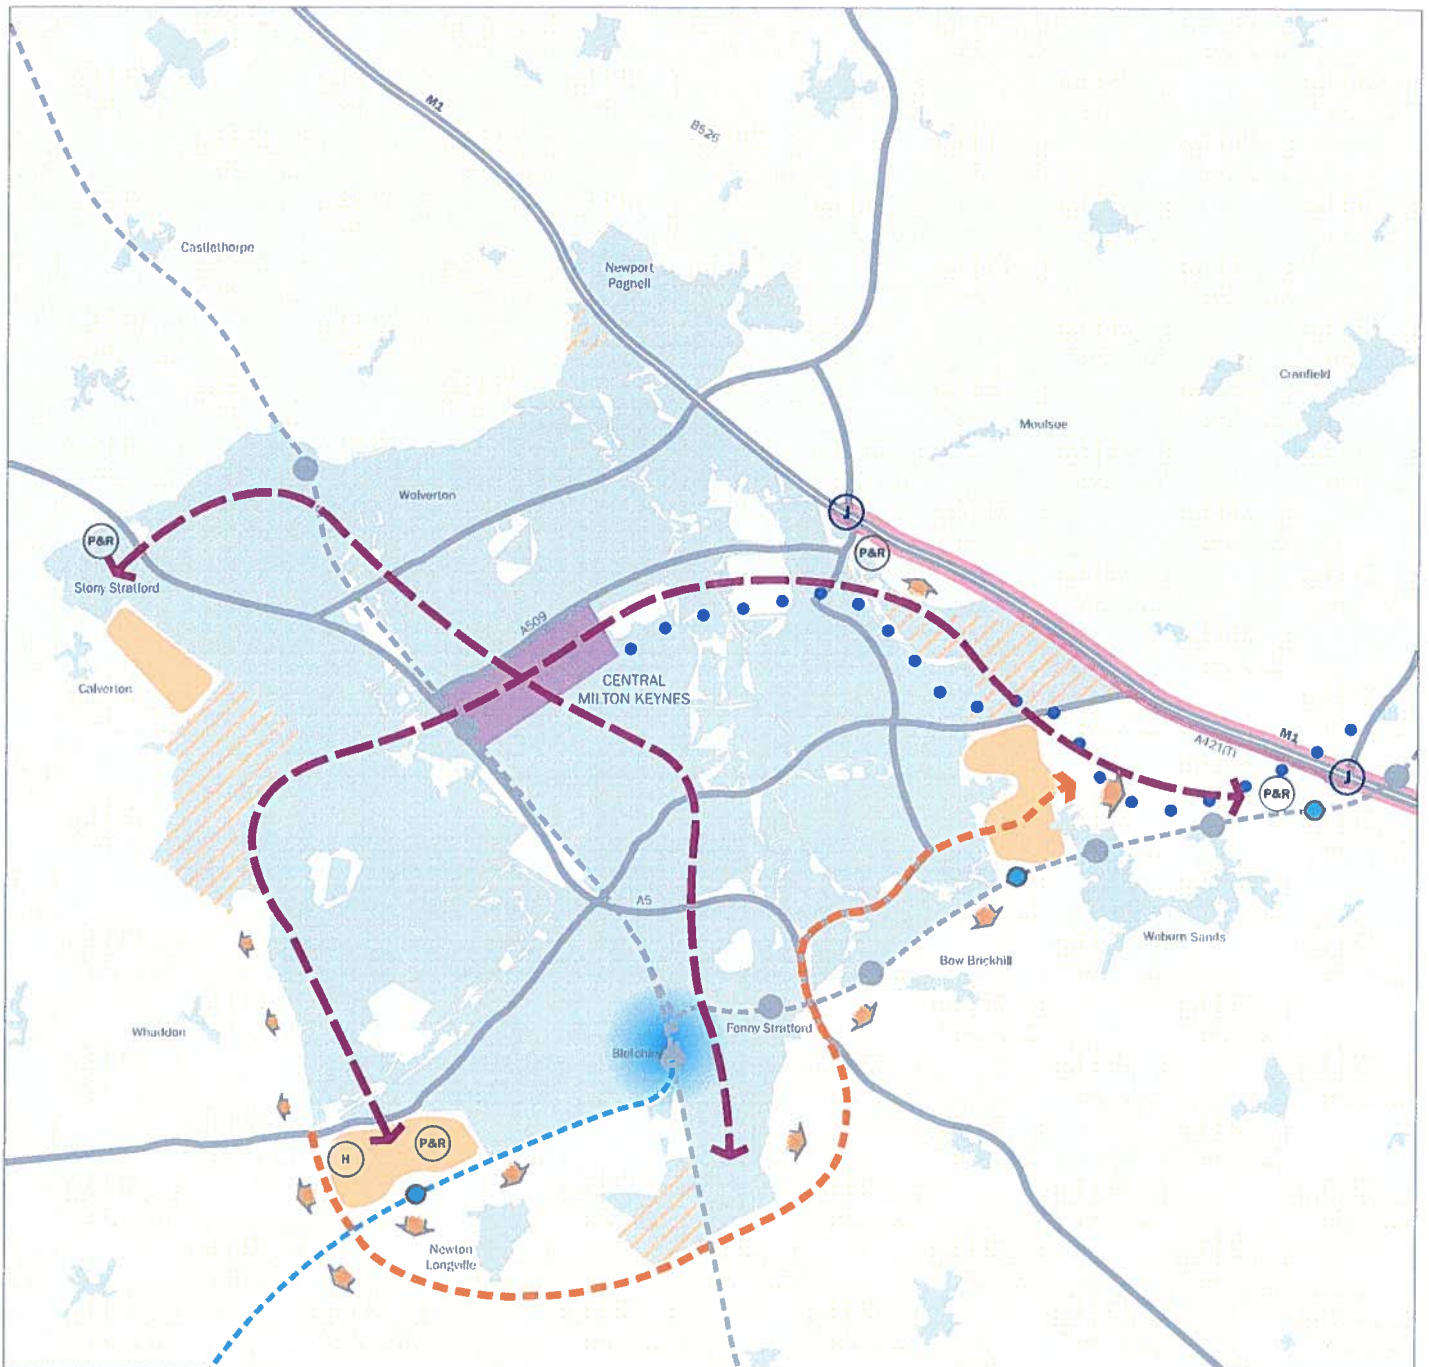 M1
B526
Castlethorpe
Newport
Pagnell
Cranfield
Moulsoe
Wolverton
J
P&R
P&R
Stony Stratford
A509
CENTRAL
MILTON KEYNES
Calverton
M1
A421(T)
J
P&R
A5
Woburn Sands
Bow Brickhill
Whaddon
Fenny Stratford
Bletchley
P&R
H
Newton
Longville